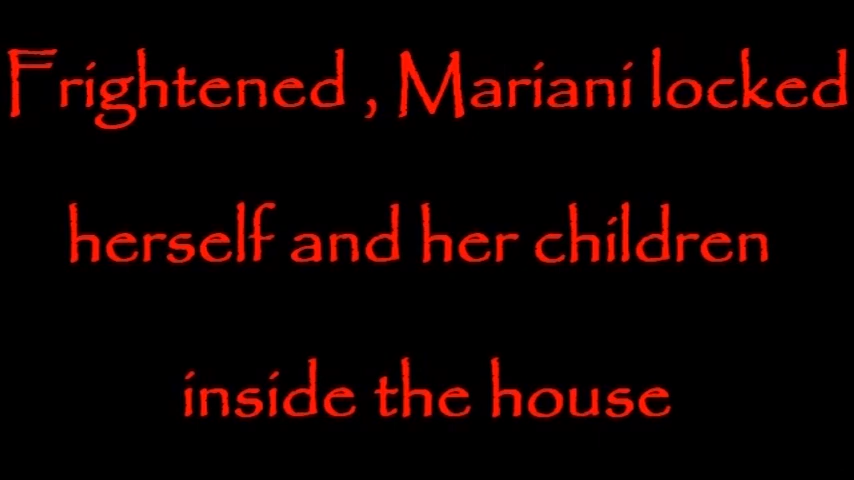 Frightened , Mariani locked
herself and her children
inside the house